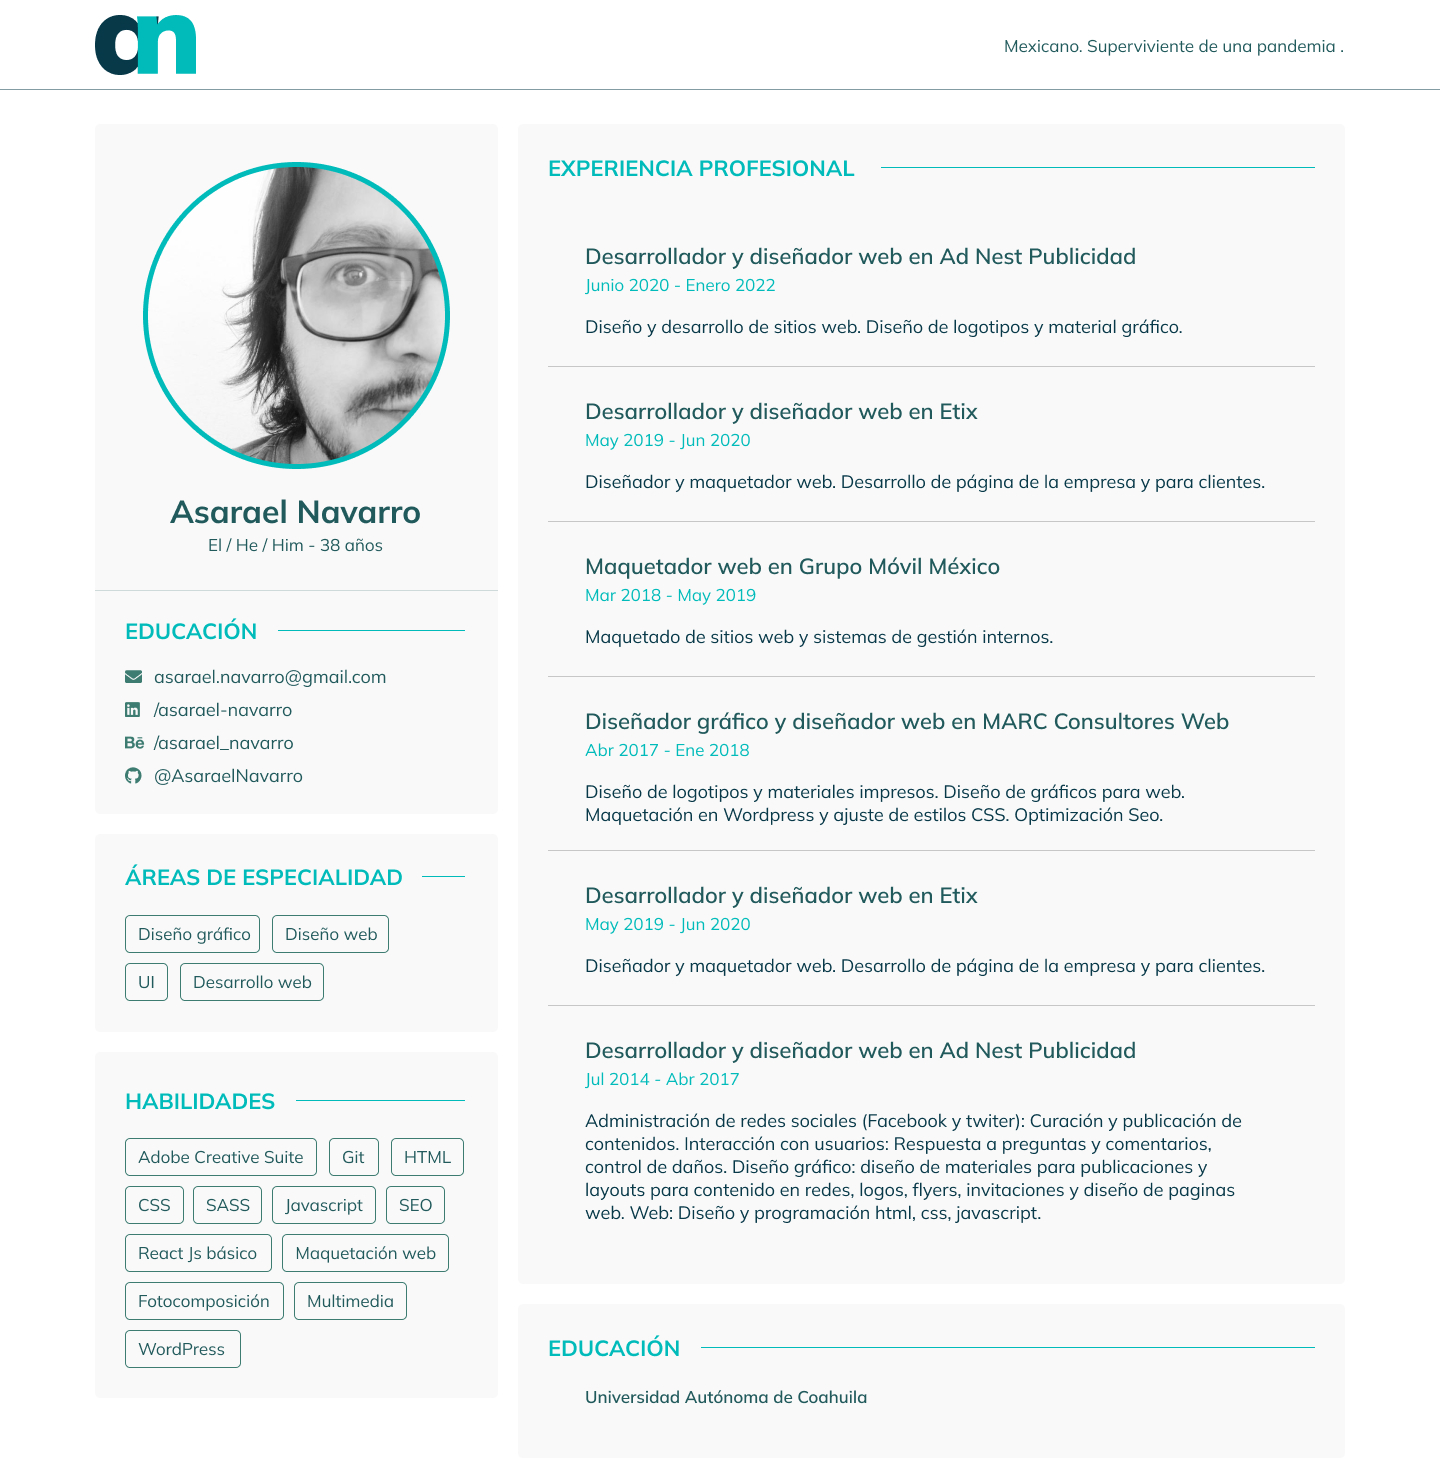 an
Mexicano. Superviviente de una pandemia .
Asarael Navarro
El / He / Him - 38 años
EDUCACIÓN
asarael.navarro@gmail.com
/asarael-navarro
/asarael_navarro
@AsaraelNavarro
ÁREAS DE ESPECIALIDAD
Diseño gráfico
Diseño web
UI
Desarrollo web
HABILIDADES
Adobe Creative Suite
Git
HTML
CSS
SASS
Javascript
SEO
React Js básico
Maquetación web
Fotocomposición
Multimedia
WordPress
EXPERIENCIA PROFESIONAL
Desarrollador y diseñador web en Ad Nest Publicidad
Junio 2020 - Enero 2022
Diseño y desarrollo de sitios web. Diseño de logotipos y material gráfico.
Desarrollador y diseñador web en Etix
May 2019 - Jun 2020
Diseñador y maquetador web. Desarrollo de página de la empresa y para clientes.
Maquetador web en Grupo Móvil México
Mar 2018 - May 2019
Maquetado de sitios web y sistemas de gestión internos.
Diseñador gráfico y diseñador web en MARC Consultores Web
Abr 2017 - Ene 2018
Diseño de logotipos y materiales impresos. Diseño de gráficos para web.
Maquetación en Wordpress y ajuste de estilos CSS. Optimización Seo.
Desarrollador y diseñador web en Etix
May 2019 - Jun 2020
Diseñador y maquetador web. Desarrollo de página de la empresa y para clientes.
Desarrollador y diseñador web en Ad Nest Publicidad
Jul 2014 - Abr 2017
Administración de redes sociales (Facebook y twiter): Curación y publicación de
contenidos. Interacción con usuarios: Respuesta a preguntas y comentarios,
control de daños. Diseño gráfico: diseño de materiales para publicaciones y
layouts para contenido en redes, logos, flyers, invitaciones y diseño de paginas
web. Web: Diseño y programación html, css, javascript.
EDUCACIÓN
Universidad Autónoma de Coahuila